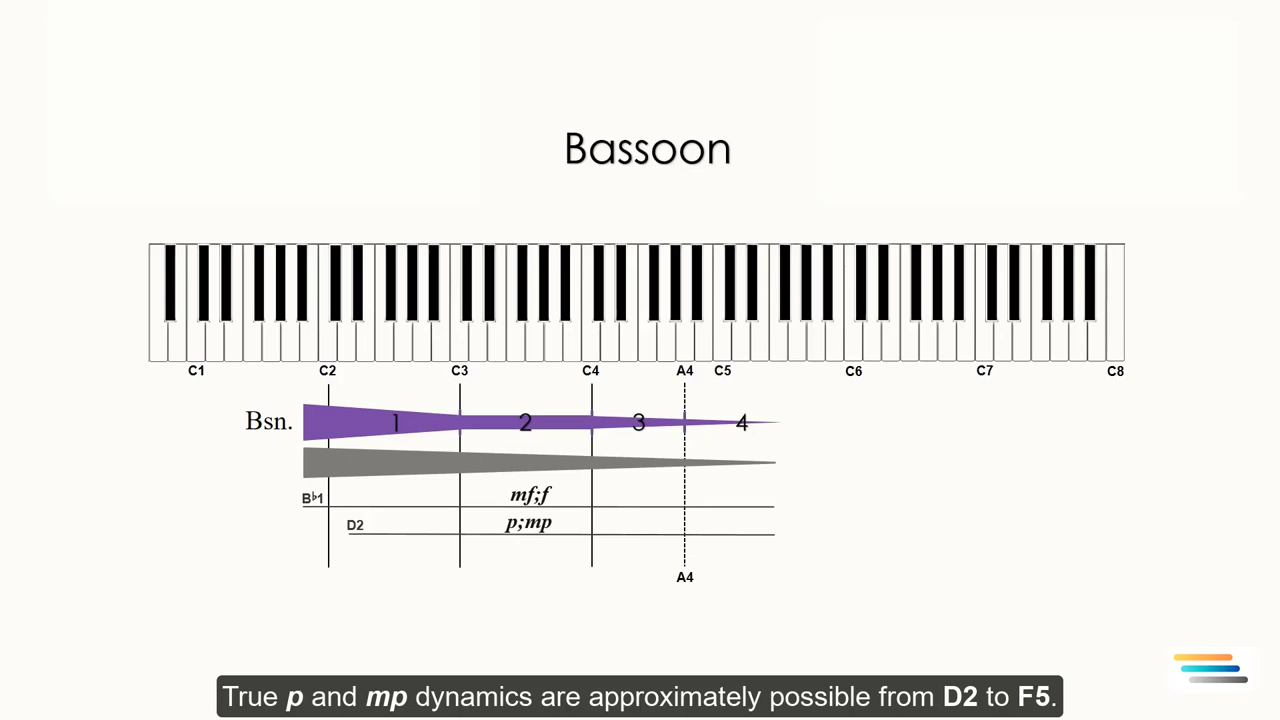 Bassoon
C1 C2 C3 C4 A4 C5 C6 C7 C8
Bsn. 1 2 3 4
B♭1 mf;f
D2 p;mp
A4
True p and mp dynamics are approximately possible from D2 to F5.